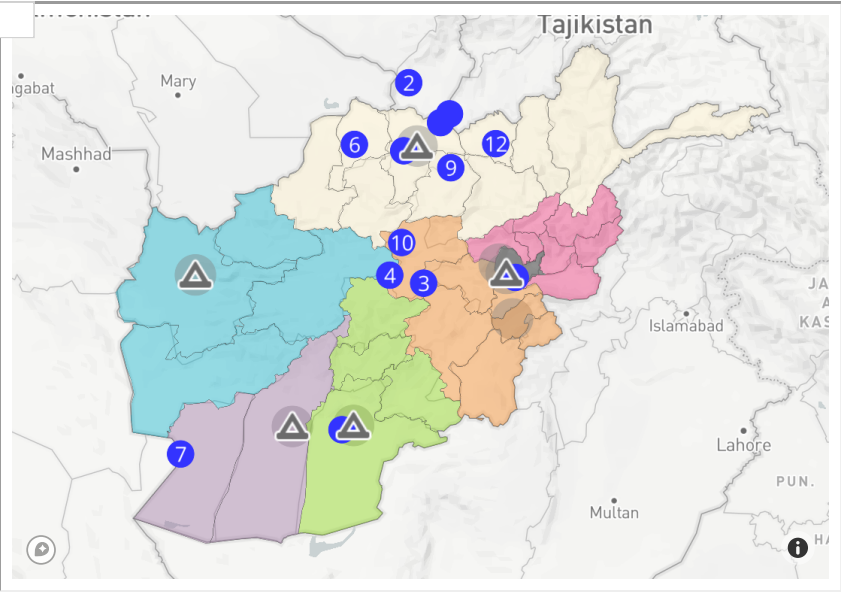 Tajikistan
2
Mary
gabat
6
12
Mashhad
9
10
4
3
JA
A
KAS
Islamabad
7
Lahore
PUN.
Multan
HA
i